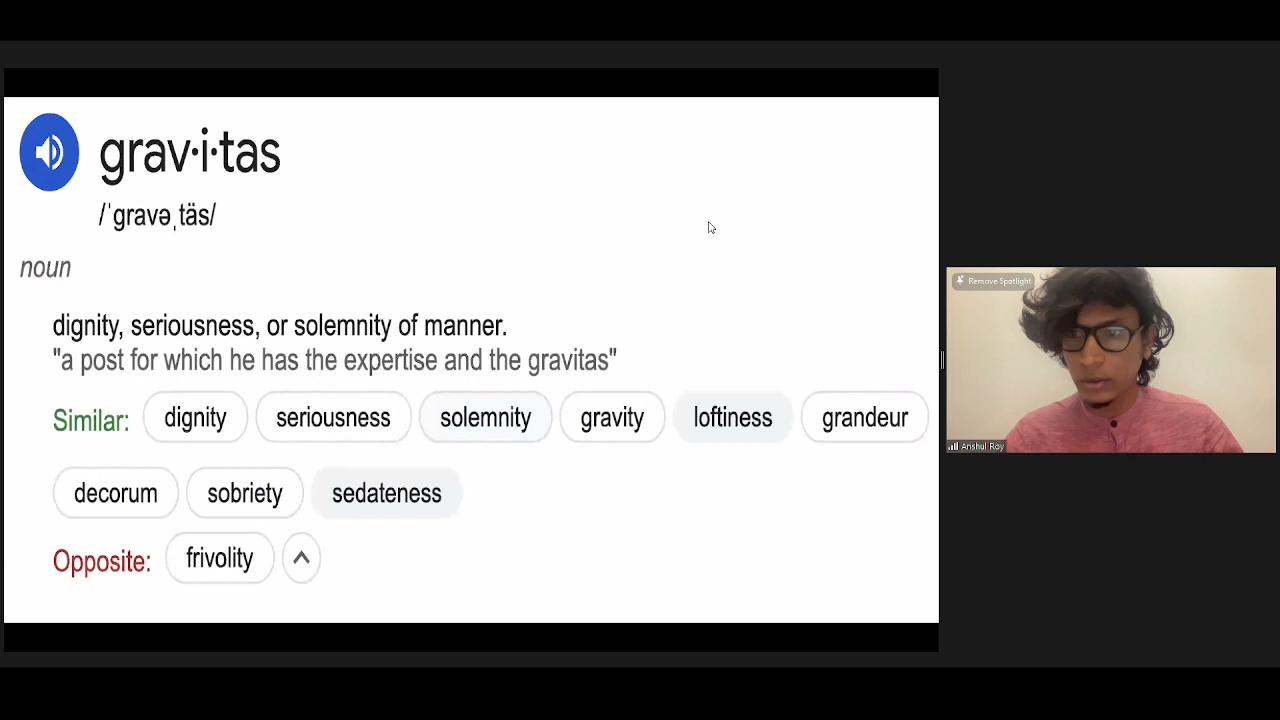 grav·i·tas
/ˈɡravəˌtäs/
noun
dignity, seriousness, or solemnity of manner.
"a post for which he has the expertise and the gravitas"
Similar: dignity seriousness solemnity gravity loftiness grandeur
decorum sobriety sedateness
Opposite: frivolity
Remove Spotlight
Anshul Roy